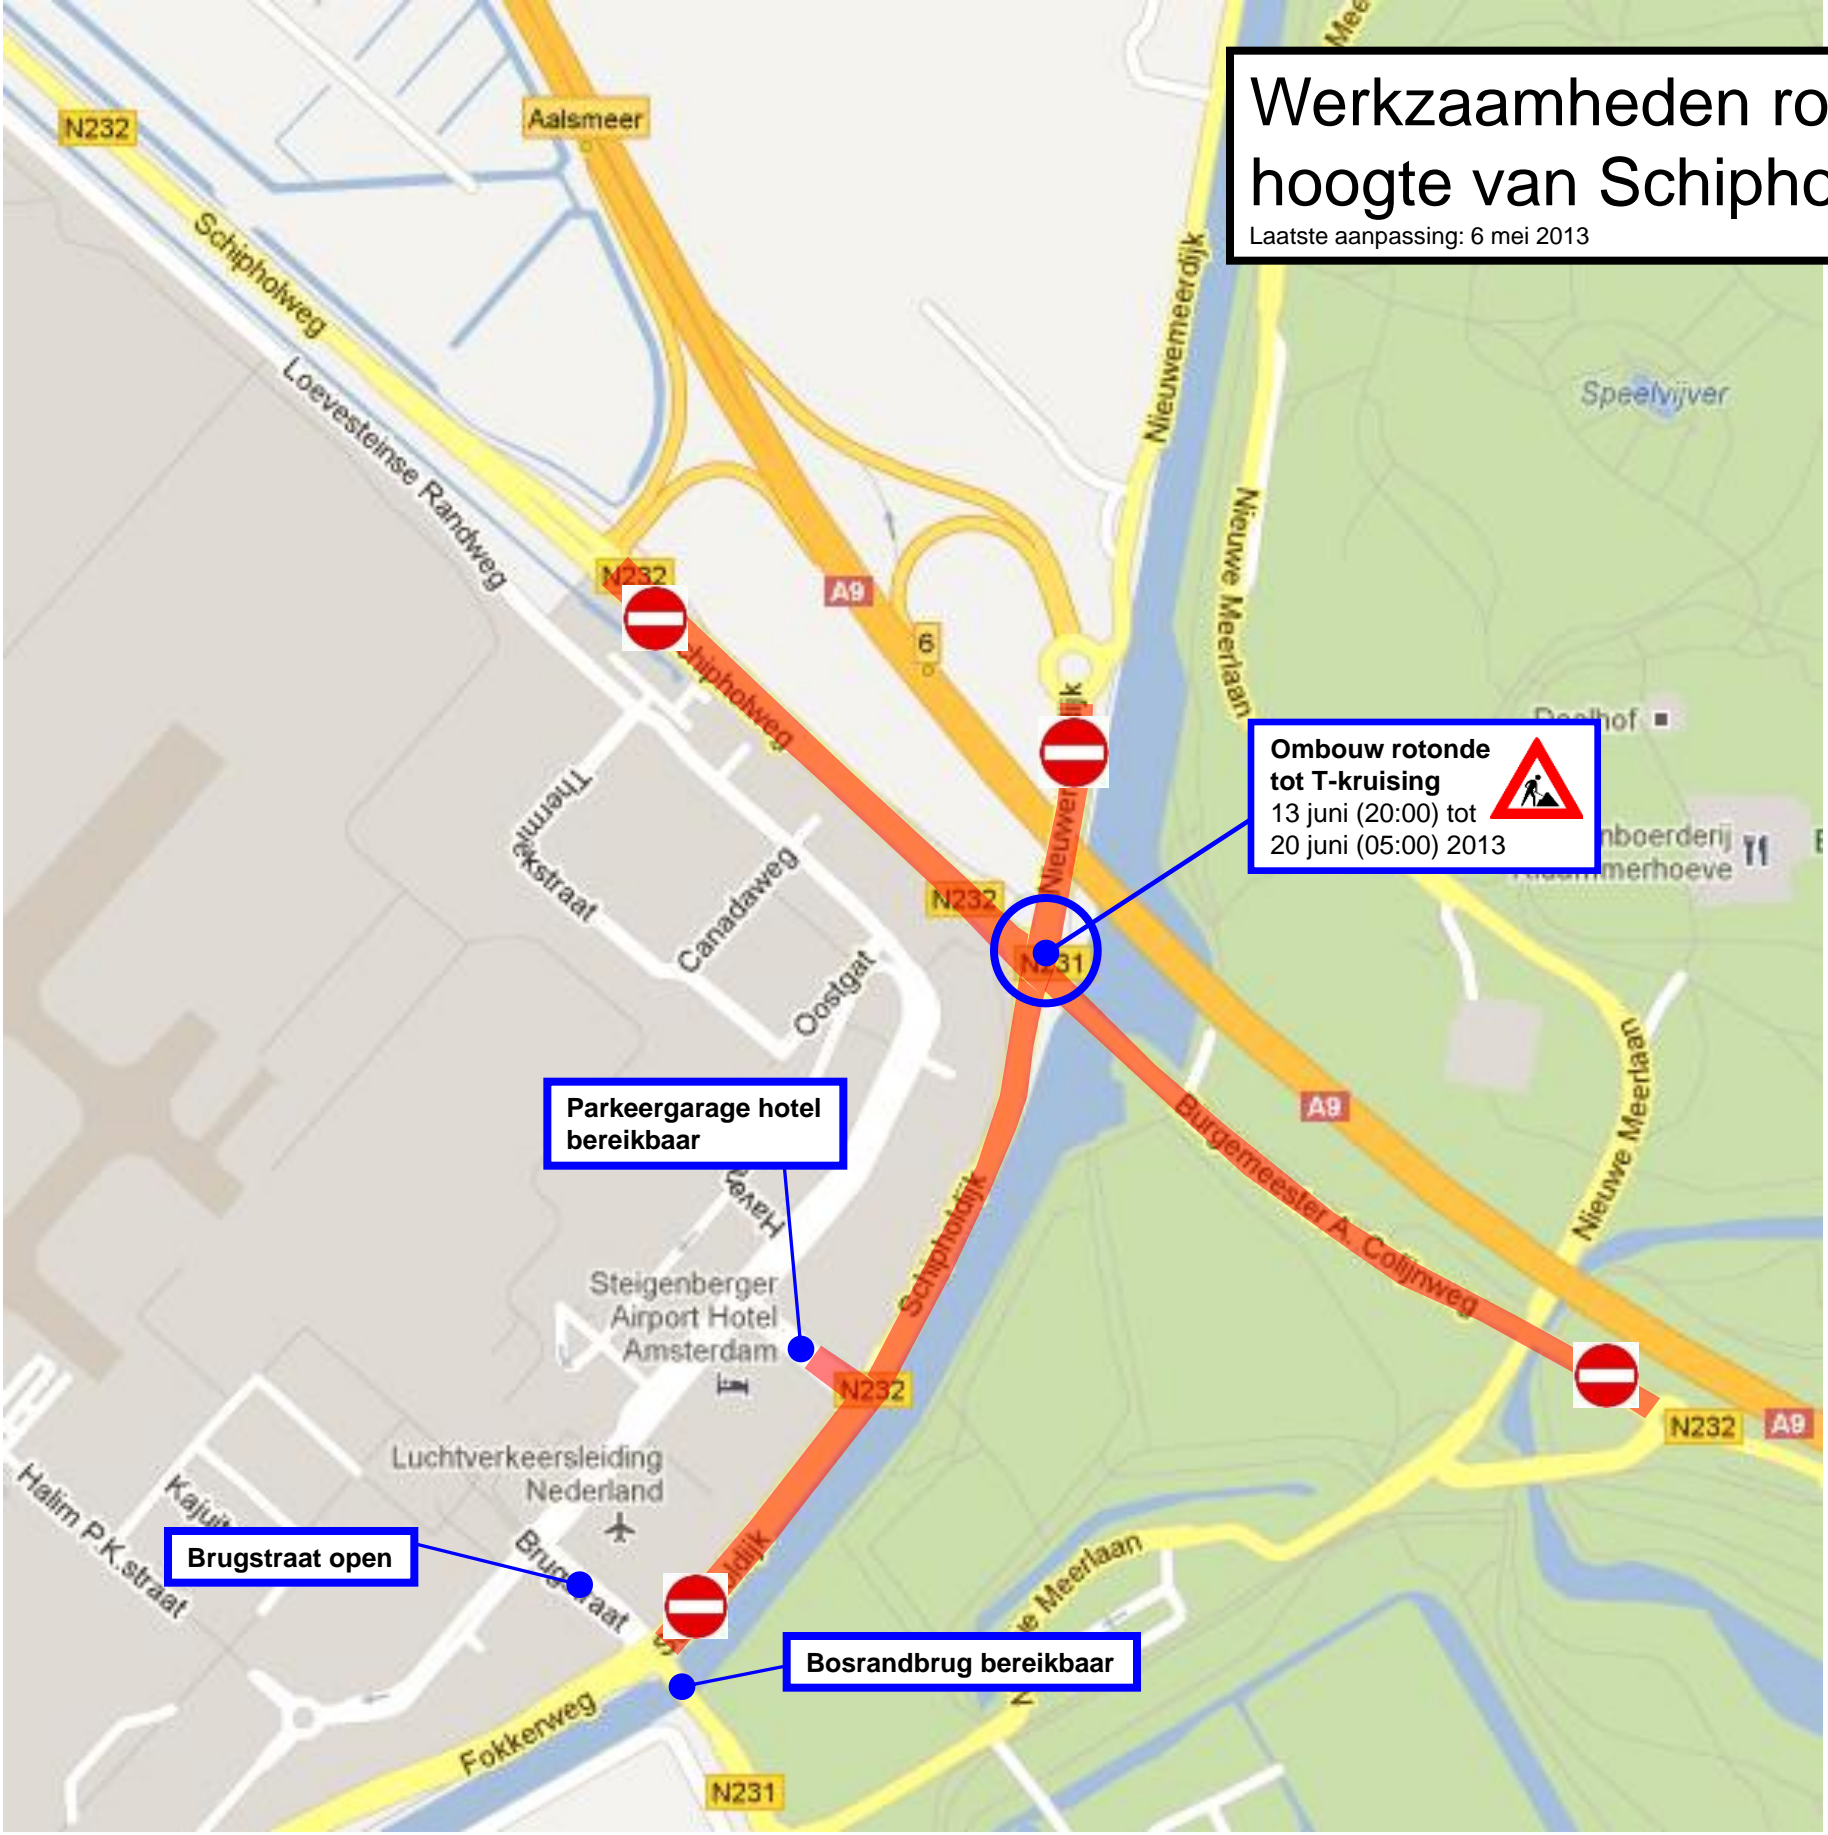 Mee
Werkzaamheden ro
hoogte van Schipho
Laatste aanpassing: 6 mei 2013
N232
Aalsmeer
Schipholweg
Nieuwemeerdijk
Loevesteinse Randweg
Speelvijver
Nieuwe Meerlaan
N232
A9
6
Schipholweg
Ombouw rotonde
tot T-kruising
13 juni (20:00) tot
20 juni (05:00) 2013
N232
N231
Canadaweg
Oostgat
Nieuwe Meerlaan
A9
Parkeergarage hotel
bereikbaar
Burgemeester A. Colijnweg
Schipholdijk
Steigenberger
Airport Hotel
Amsterdam
N232
N232
A9
Luchtverkeersleiding
Nederland
Halim P.K.straat
Brugstraat open
Brugstraat
Bosrandbrug bereikbaar
Fokkerweg
N231